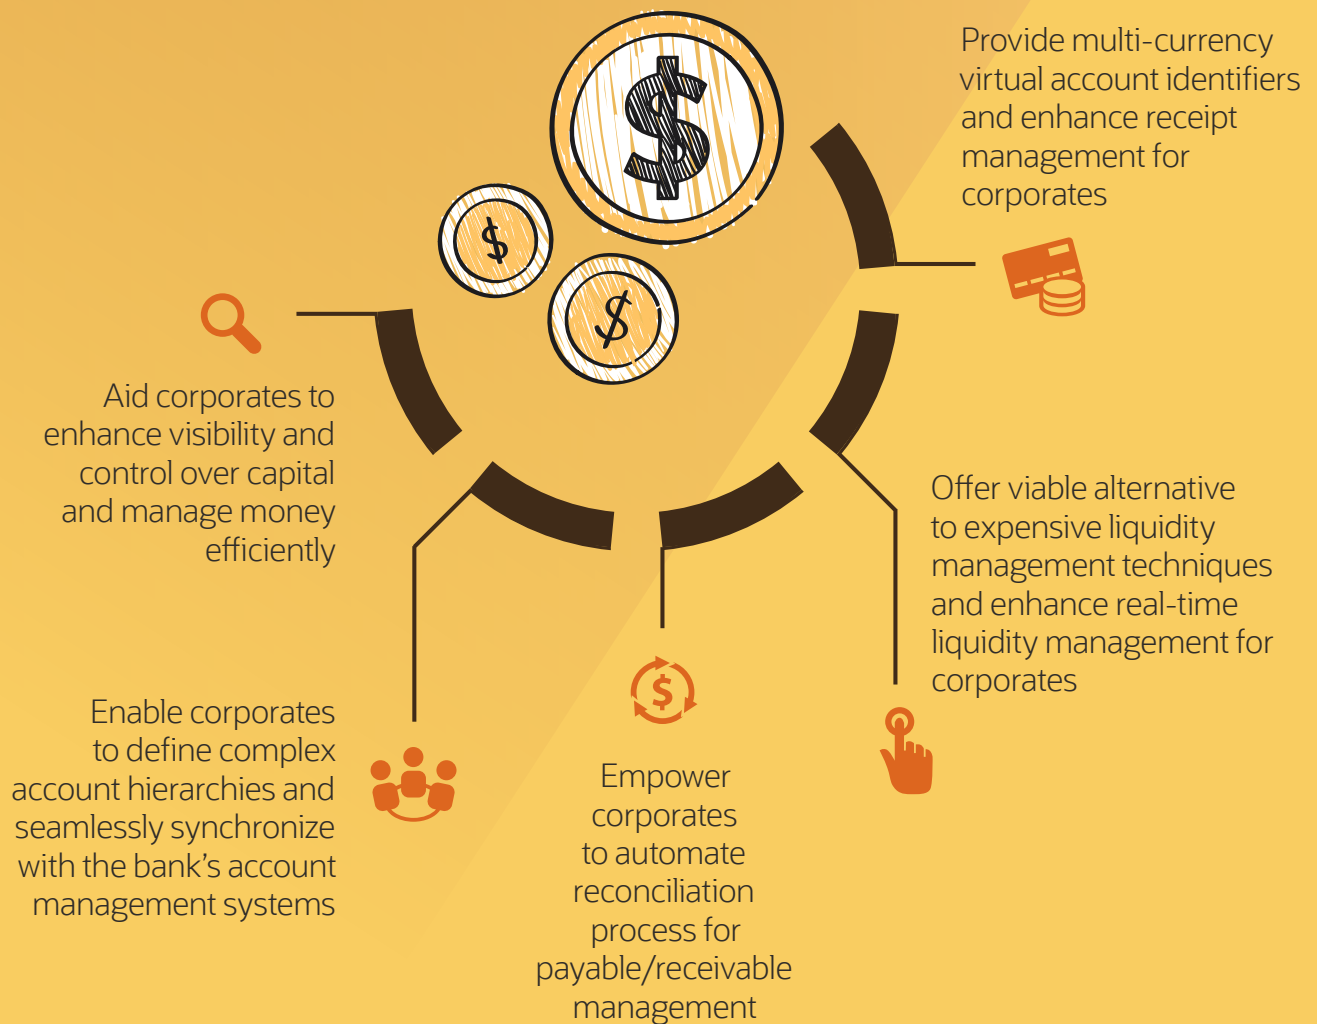 Provide multi-currency
virtual account identifiers
and enhance receipt
management for
corporates
$
$
$
Aid corporates to
enhance visibility and
control over capital
and manage money
efficiently
Offer viable alternative
to expensive liquidity
management techniques
and enhance real-time
liquidity management for
corporates
Enable corporates
to define complex
account hierarchies and
seamlessly synchronize
with the bank's account
management systems
$
Empower
corporates
to automate
reconciliation
process for
payable/receivable
management